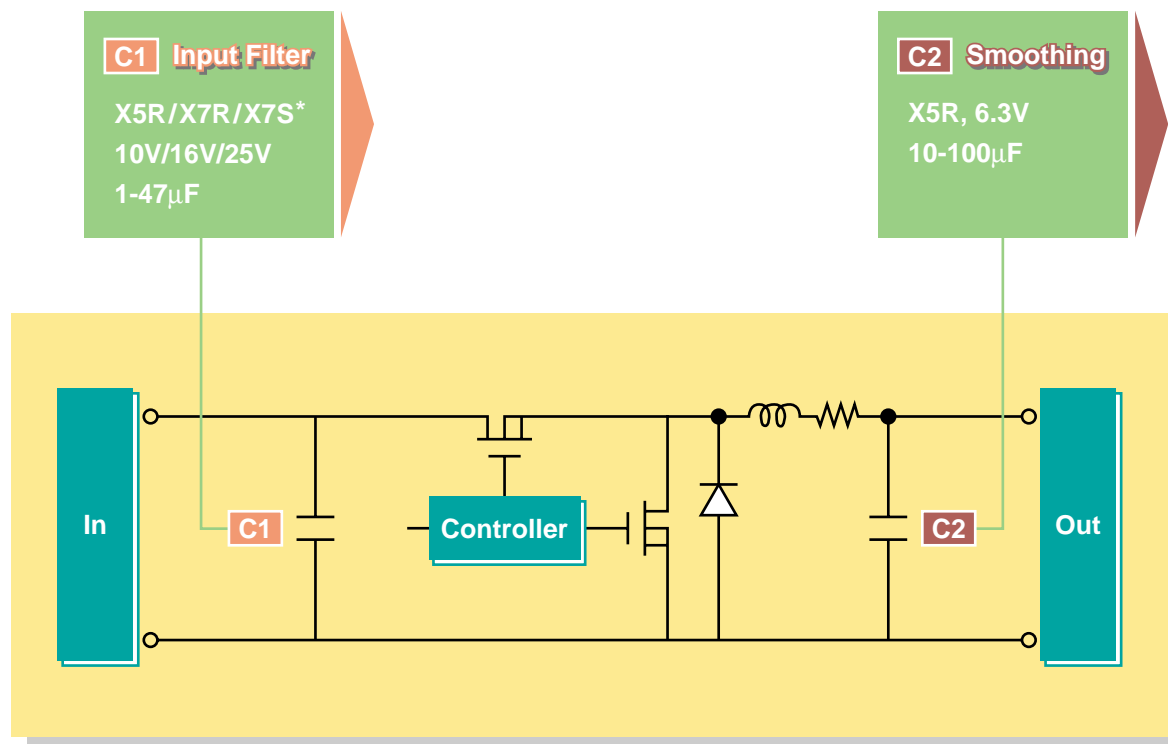 C1 Input Filter
X5R/X7R/X7S*
10V/16V/25V
1-47μF
C2 Smoothing
X5R, 6.3V
10-100μF
In
C1
Controller
C2
Out